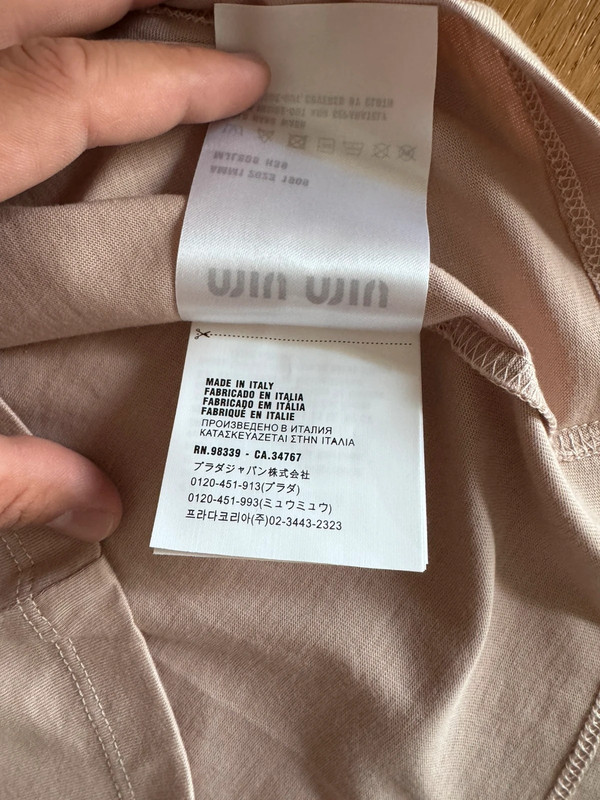 MIU MIU
MADE IN ITALY
FABRICADO EN ITALIA
FABRICADO EM ITÁLIA
FABRIQUÉ EN ITALIE
ПРОИЗВЕДЕНО В ИТАЛИЯ
ΚΑΤΑΣΚΕΥΑΖΕΤΑΙ ΣΤΗΝ ΙΤΑΛΙΑ
RN.98339 - CA.34767
プラダジャパン株式会社
0120-451-913(プラダ)
0120-451-993(ミュウミュウ)
프라다코리아(주)02-3443-2323